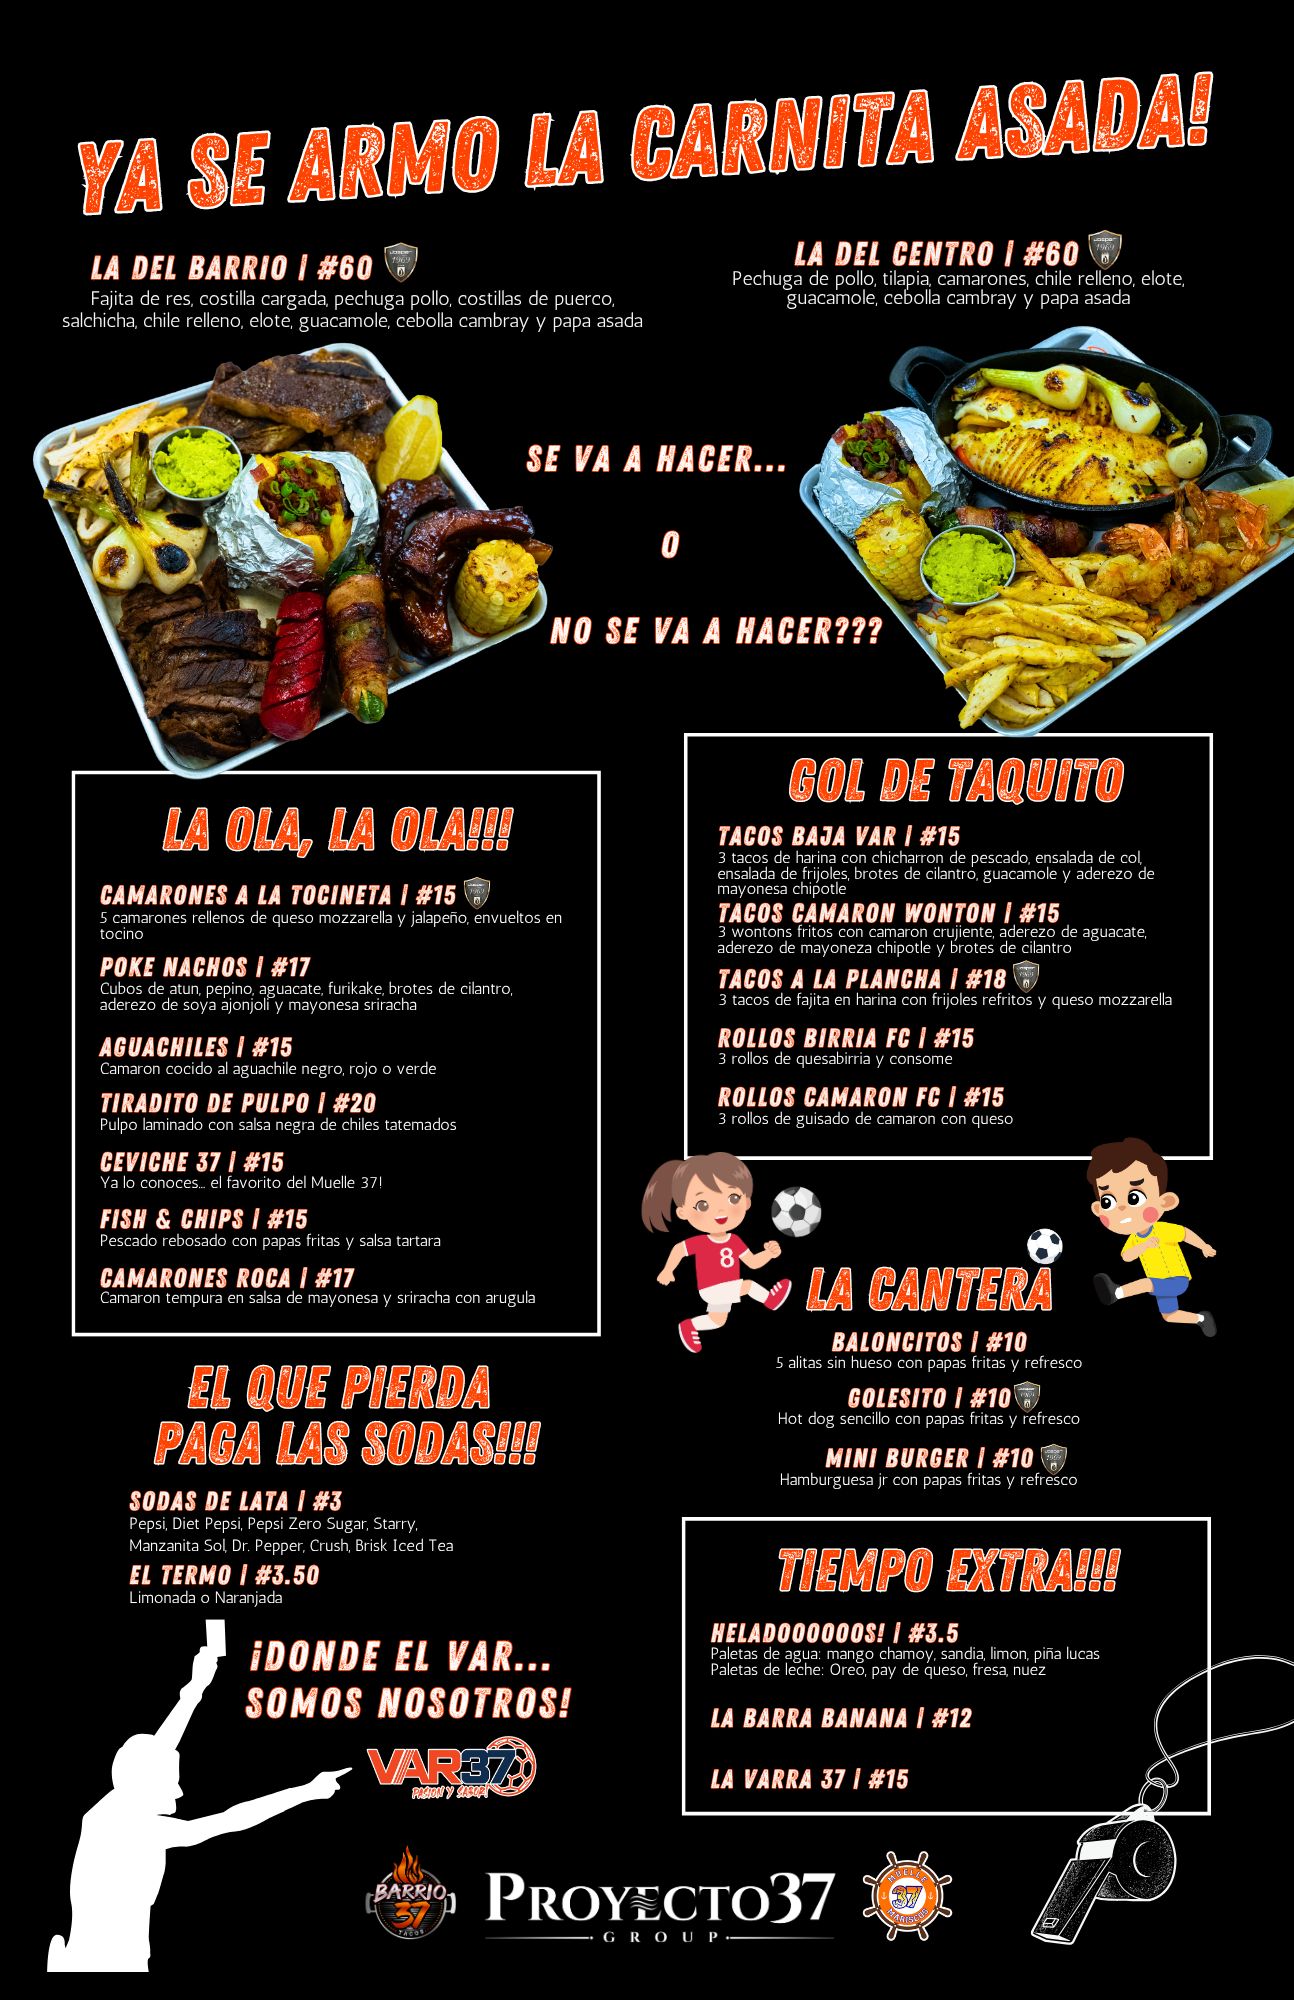 YA SE ARMO LA CARNITA ASADA!
LA DEL BARRIO | #60
Fajita de res, costilla cargada, pechuga pollo, costillas de puerco,
salchicha, chile relleno, elote, guacamole, cebolla cambray y papa asada
LA DEL CENTRO | #60
Pechuga de pollo, tilapia, camarones, chile relleno, elote,
guacamole, cebolla cambray y papa asada
SE VA A HACER...
O
NO SE VA A HACER???
LA OLA, LA OLA!!!
CAMARONES A LA TOCINETA | #15
5 camarones rellenos de queso mozzarella y jalapeño, envueltos en
tocino
POKE NACHOS | #17
Cubos de atun, pepino, aguacate, furikake, brotes de cilantro,
aderezo de soya ajonjoli y mayonesa sriracha
AGUACHILES | #15
Camaron cocido al aguachile negro, rojo o verde
TIRADITO DE PULPO | #20
Pulpo laminado con salsa negra de chiles tatemados
CEVICHE 37 | #15
Ya lo conoces... el favorito del Muelle 37!
FISH & CHIPS | #15
Pescado rebosado con papas fritas y salsa tartara
CAMARONES ROCA | #17
Camaron tempura en salsa de mayonesa y sriracha con arugula
GOL DE TAQUITO
TACOS BAJA VAR | #15
3 tacos de harina con chicharron de pescado, ensalada de col,
ensalada de frijoles, brotes de cilantro, guacamole y aderezo de
mayonesa chipotle
TACOS CAMARON WONTON | #15
3 wontons fritos con camaron crujiente, aderezo de aguacate,
aderezo de mayoneza chipotle y brotes de cilantro
TACOS A LA PLANCHA | #18
3 tacos de fajita en harina con frijoles refritos y queso mozzarella
ROLLOS BIRRIA FC | #15
3 rollos de quesabirria y consome
ROLLOS CAMARON FC | #15
3 rollos de guisado de camaron con queso
8
LA CANTERA
BALONCITOS | #10
5 alitas sin hueso con papas fritas y refresco
GOLESITO | #10
Hot dog sencillo con papas fritas y refresco
MINI BURGER | #10
Hamburguesa jr con papas fritas y refresco
EL QUE PIERDA
PAGA LAS SODAS!!!
SODAS DE LATA | #3
Pepsi, Diet Pepsi, Pepsi Zero Sugar, Starry,
Manzanita Sol, Dr. Pepper, Crush, Brisk Iced Tea
EL TERMO | #3.50
Limonada o Naranjada
¡DONDE EL VAR...
SOMOS NOSOTROS!
VAR37
PASION Y SABOR!
TIEMPO EXTRA!!!
HELADOOOOOOS! | #3.5
Paletas de agua: mango chamoy, sandia, limon, piña lucas
Paletas de leche: Oreo, pay de queso, fresa, nuez
LA BARRA BANANA | #12
LA VARRA 37 | #15
BARRIO
37
TACOS
PROYECTO37
GROUP
MUELLE
37
MARISCOS